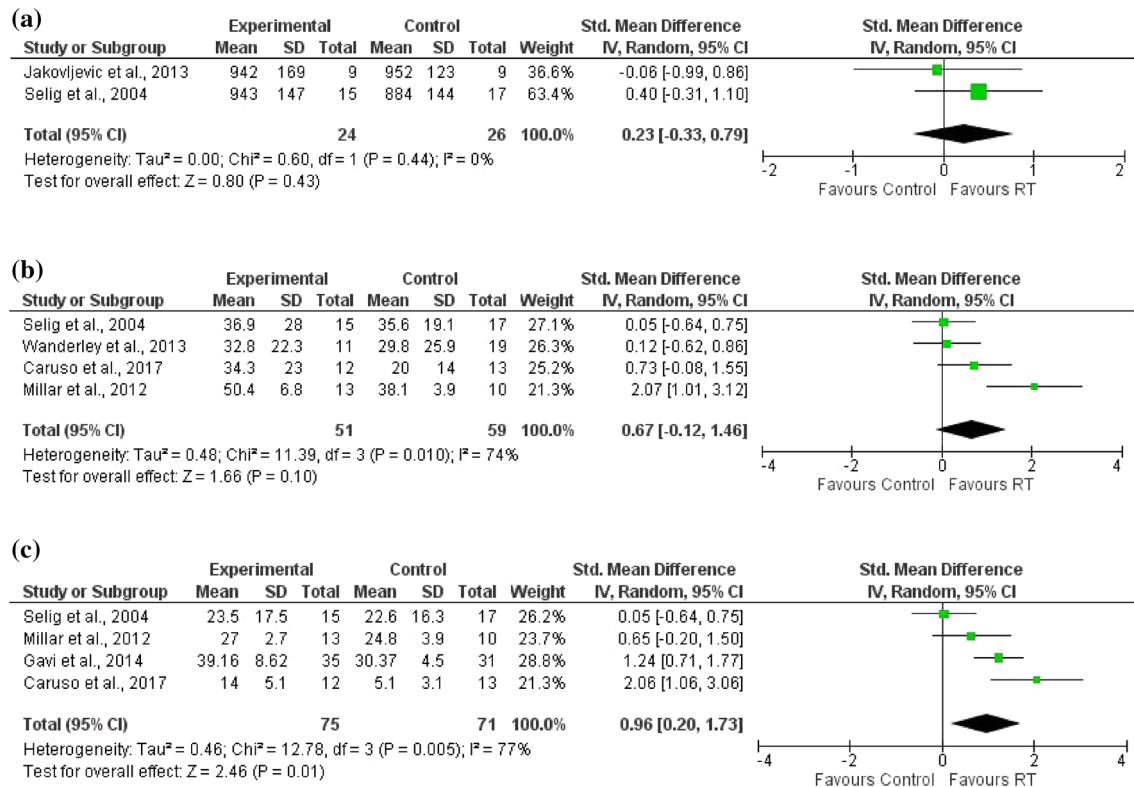 (a)
Experimental Control Std. Mean Difference Std. Mean Difference
Study or Subgroup Mean SD Total Mean SD Total Weight IV, Random, 95% CI IV, Random, 95% CI
Jakovljevic et al., 2013 942 169 9 952 123 9 36.6% -0.06 [-0.99, 0.86]
Selig et al., 2004 943 147 15 884 144 17 63.4% 0.40 [-0.31, 1.10]
Total (95% CI) 24 26 100.0% 0.23 [-0.33, 0.79]
Heterogeneity: Tau² = 0.00; Chi² = 0.60, df = 1 (P = 0.44); I² = 0%
Test for overall effect: Z = 0.80 (P = 0.43)
-2 -1 0 1 2
Favours Control Favours RT
(b)
Experimental Control Std. Mean Difference Std. Mean Difference
Study or Subgroup Mean SD Total Mean SD Total Weight IV, Random, 95% CI IV, Random, 95% CI
Selig et al., 2004 36.9 28 15 35.6 19.1 17 27.1% 0.05 [-0.64, 0.75]
Wanderley et al., 2013 32.8 22.3 11 29.8 25.9 19 26.3% 0.12 [-0.62, 0.86]
Caruso et al., 2017 34.3 23 12 20 14 13 25.2% 0.73 [-0.08, 1.55]
Millar et al., 2012 50.4 6.8 13 38.1 3.9 10 21.3% 2.07 [1.01, 3.12]
Total (95% CI) 51 59 100.0% 0.67 [-0.12, 1.46]
Heterogeneity: Tau² = 0.48; Chi² = 11.39, df = 3 (P = 0.010); I² = 74%
Test for overall effect: Z = 1.66 (P = 0.10)
-4 -2 0 2 4
Favours Control Favours RT
(c)
Experimental Control Std. Mean Difference Std. Mean Difference
Study or Subgroup Mean SD Total Mean SD Total Weight IV, Random, 95% CI IV, Random, 95% CI
Selig et al., 2004 23.5 17.5 15 22.6 16.3 17 26.2% 0.05 [-0.64, 0.75]
Millar et al., 2012 27 2.7 13 24.8 3.9 10 23.7% 0.65 [-0.20, 1.50]
Gavi et al., 2014 39.16 8.62 35 30.37 4.5 31 28.8% 1.24 [0.71, 1.77]
Caruso et al., 2017 14 5.1 12 5.1 3.1 13 21.3% 2.06 [1.06, 3.06]
Total (95% CI) 75 71 100.0% 0.96 [0.20, 1.73]
Heterogeneity: Tau² = 0.46; Chi² = 12.78, df = 3 (P = 0.005); I² = 77%
Test for overall effect: Z = 2.46 (P = 0.01)
-4 -2 0 2 4
Favours Control Favours RT